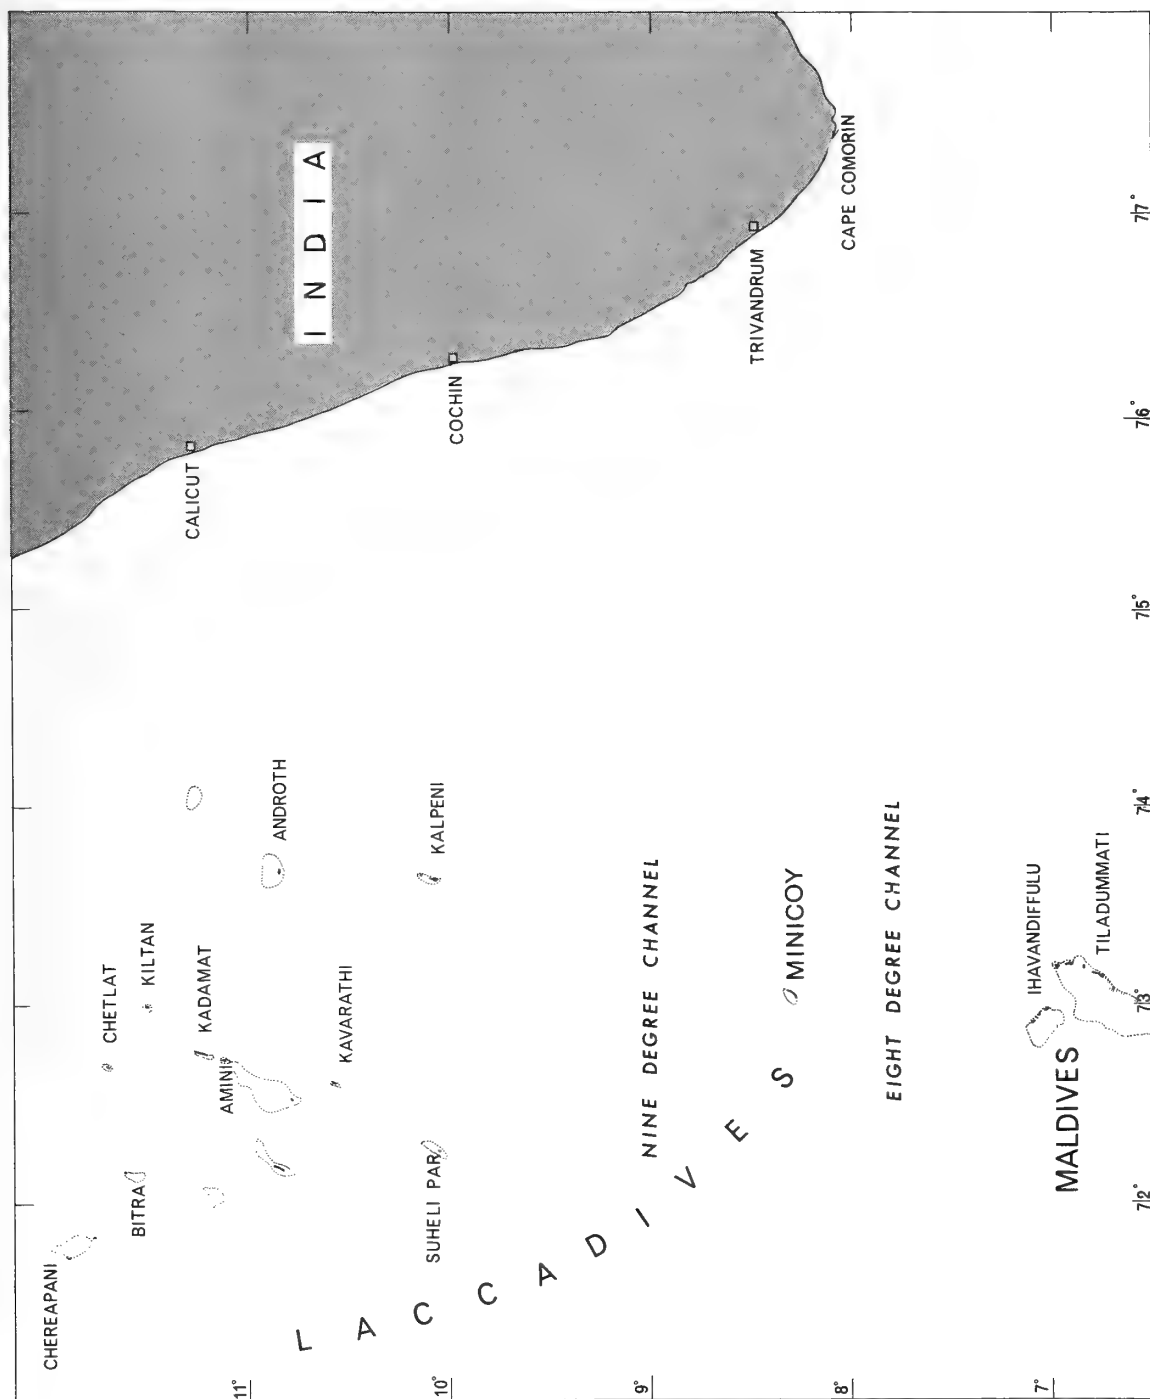 CHEREAPANI
BITRA
CHETLAT
KILTAN
KADAMAT
AMINI
ANDROTH
KAVARATHI
SUHELI PAR
KALPENI
LACCADIVES
NINE DEGREE CHANNEL
MINICOY
EIGHT DEGREE CHANNEL
MALDIVES
IHAVANDIFFULU
TILADUMMATI
INDIA
CALICUT
COCHIN
TRIVANDRUM
CAPE COMORIN
11°
10°
9°
8°
7°
72°
73°
74°
75°
76°
77°